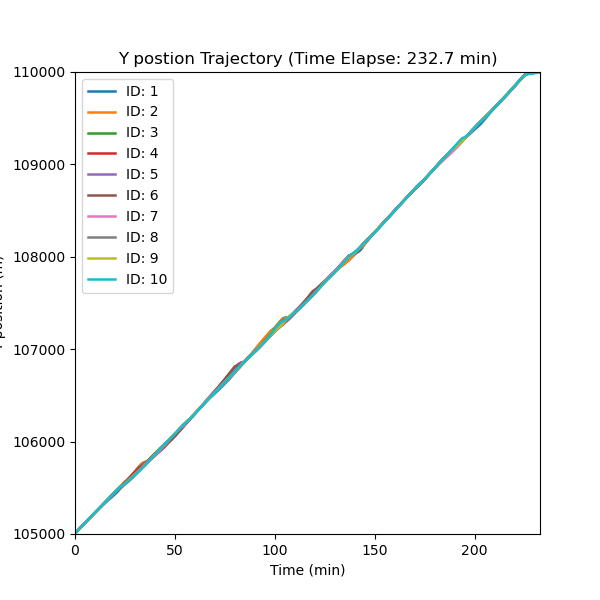 Y postion Trajectory (Time Elapse: 232.7 min)
110000
109000
108000
107000
106000
105000
ID: 1
ID: 2
ID: 3
ID: 4
ID: 5
ID: 6
ID: 7
ID: 8
ID: 9
ID: 10
0 50 100 150 200
Time (min)